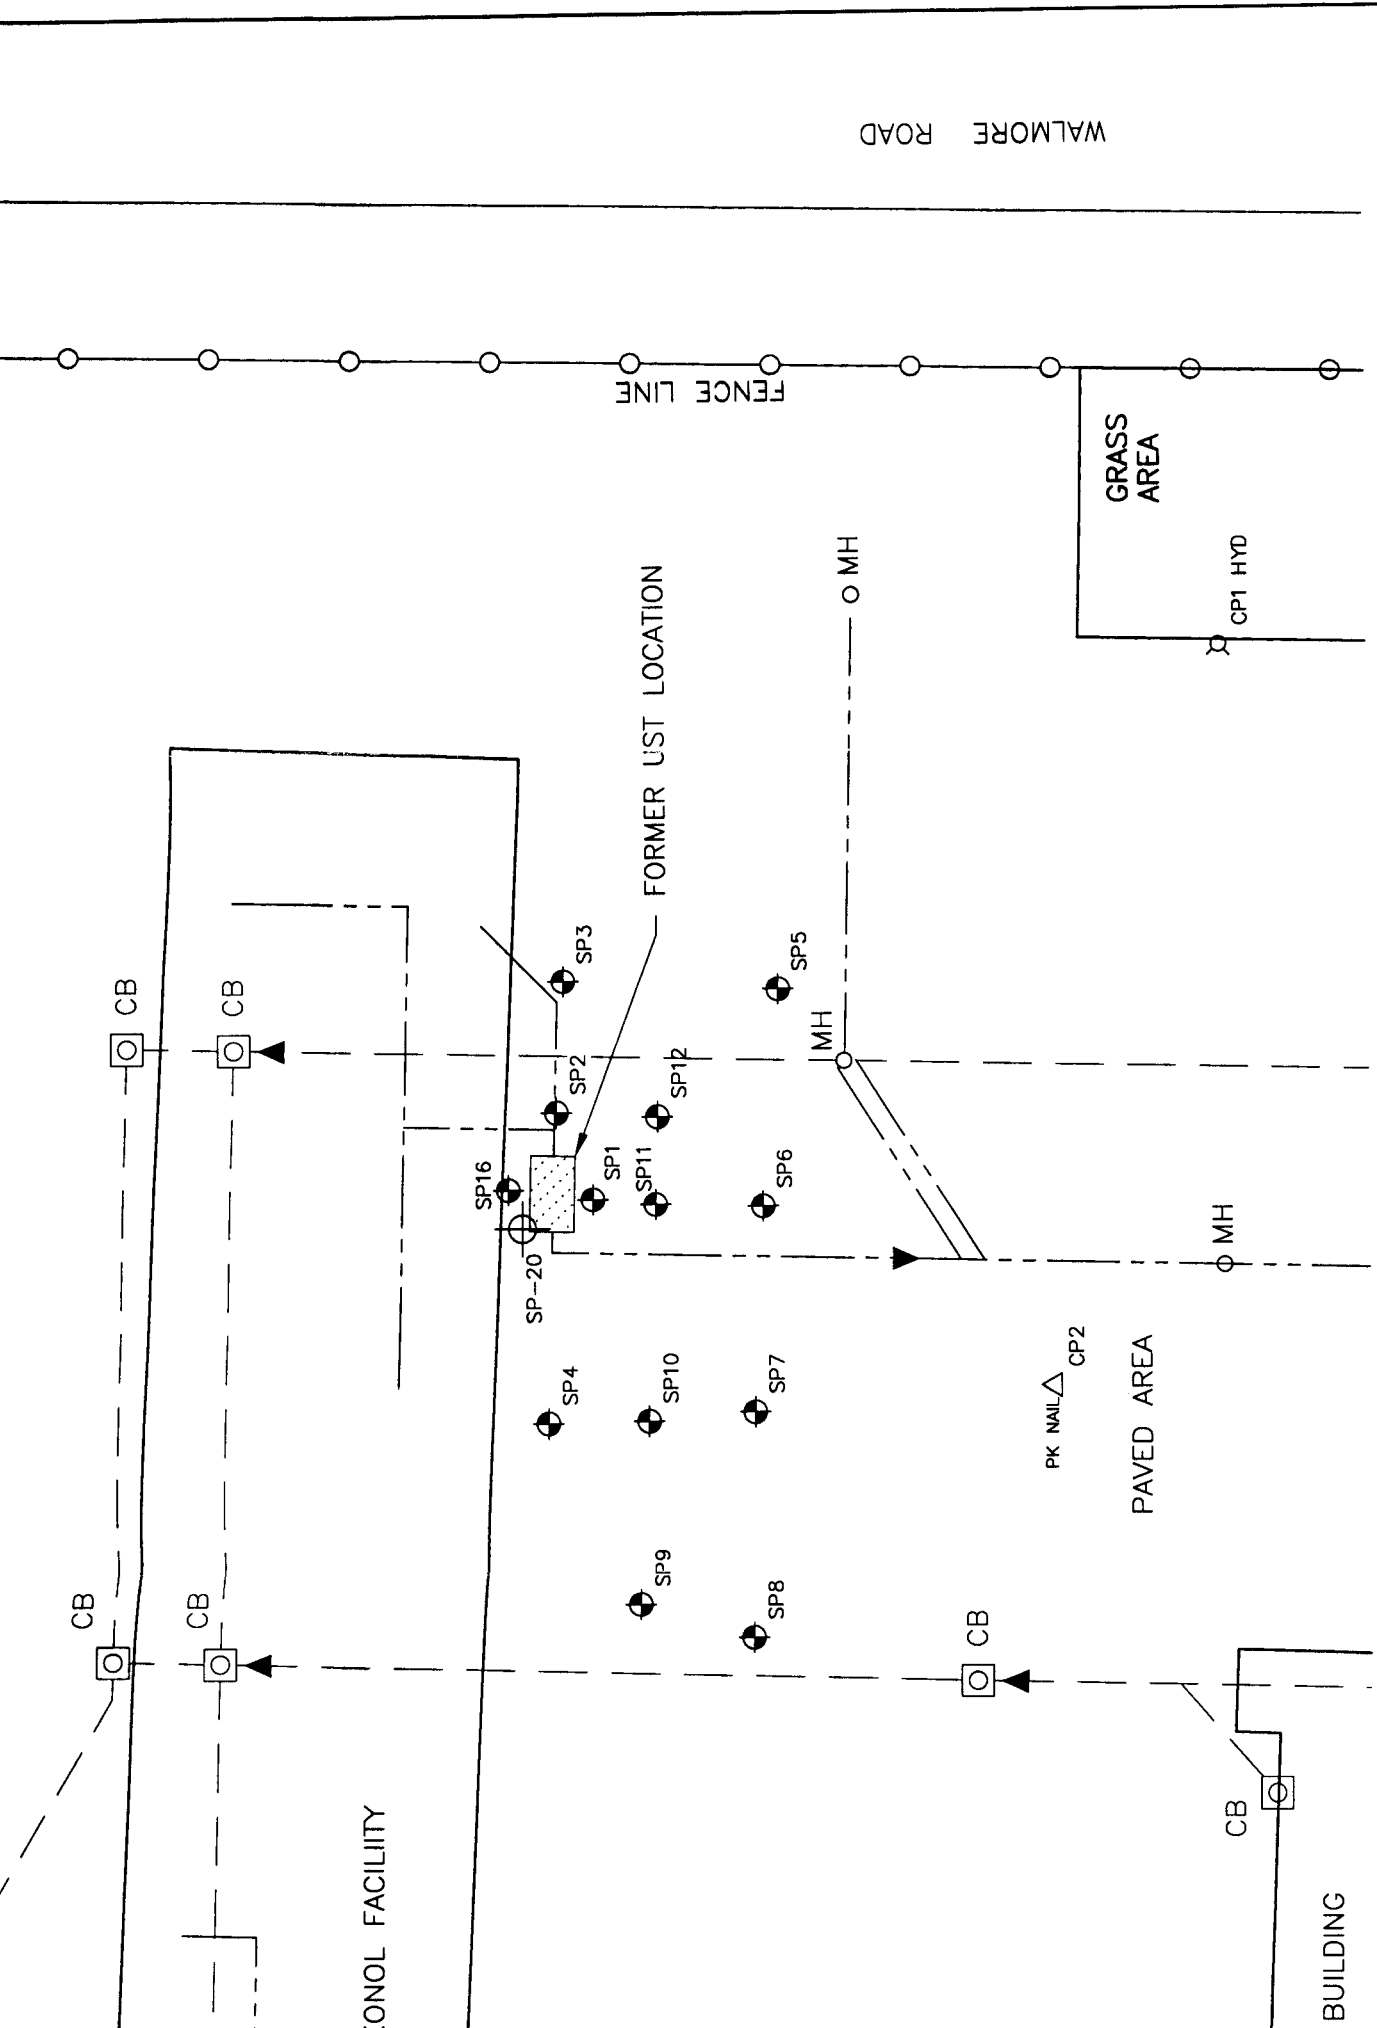 WALMORE ROAD
FENCE LINE
GRASS
AREA
CP1 HYD
MH
FORMER UST LOCATION
SP3
SP5
CB
CB
MH
SP2
SP12
SP16
SP1
SP11
SP6
SP-20
MH
SP4
SP10
SP7
PK NAIL
CP2
PAVED AREA
SP9
SP8
CB
CB
CB
CB
CONOL FACILIITY
BUILDING